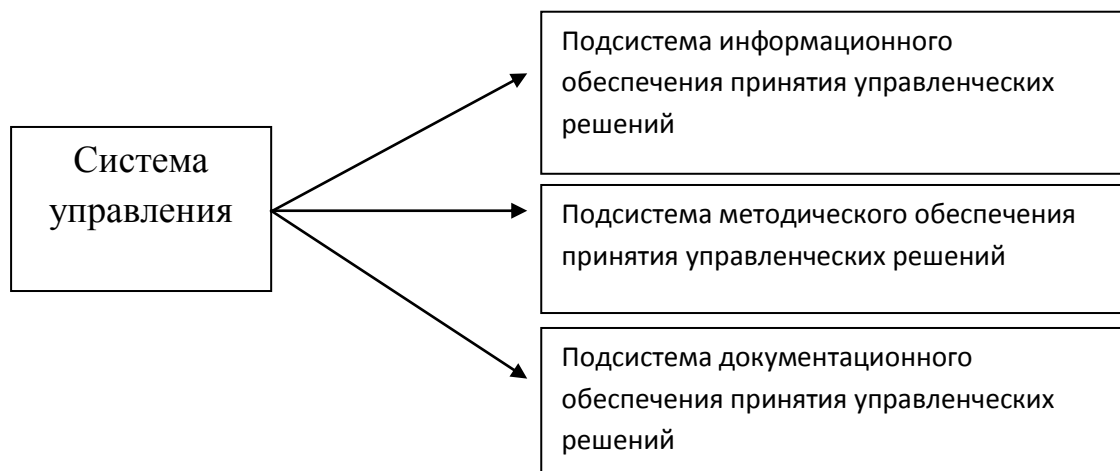 Система
управления
Подсистема информационного
обеспечения принятия управленческих
решений
Подсистема методического обеспечения
принятия управленческих решений
Подсистема документационного
обеспечения принятия управленческих
решений